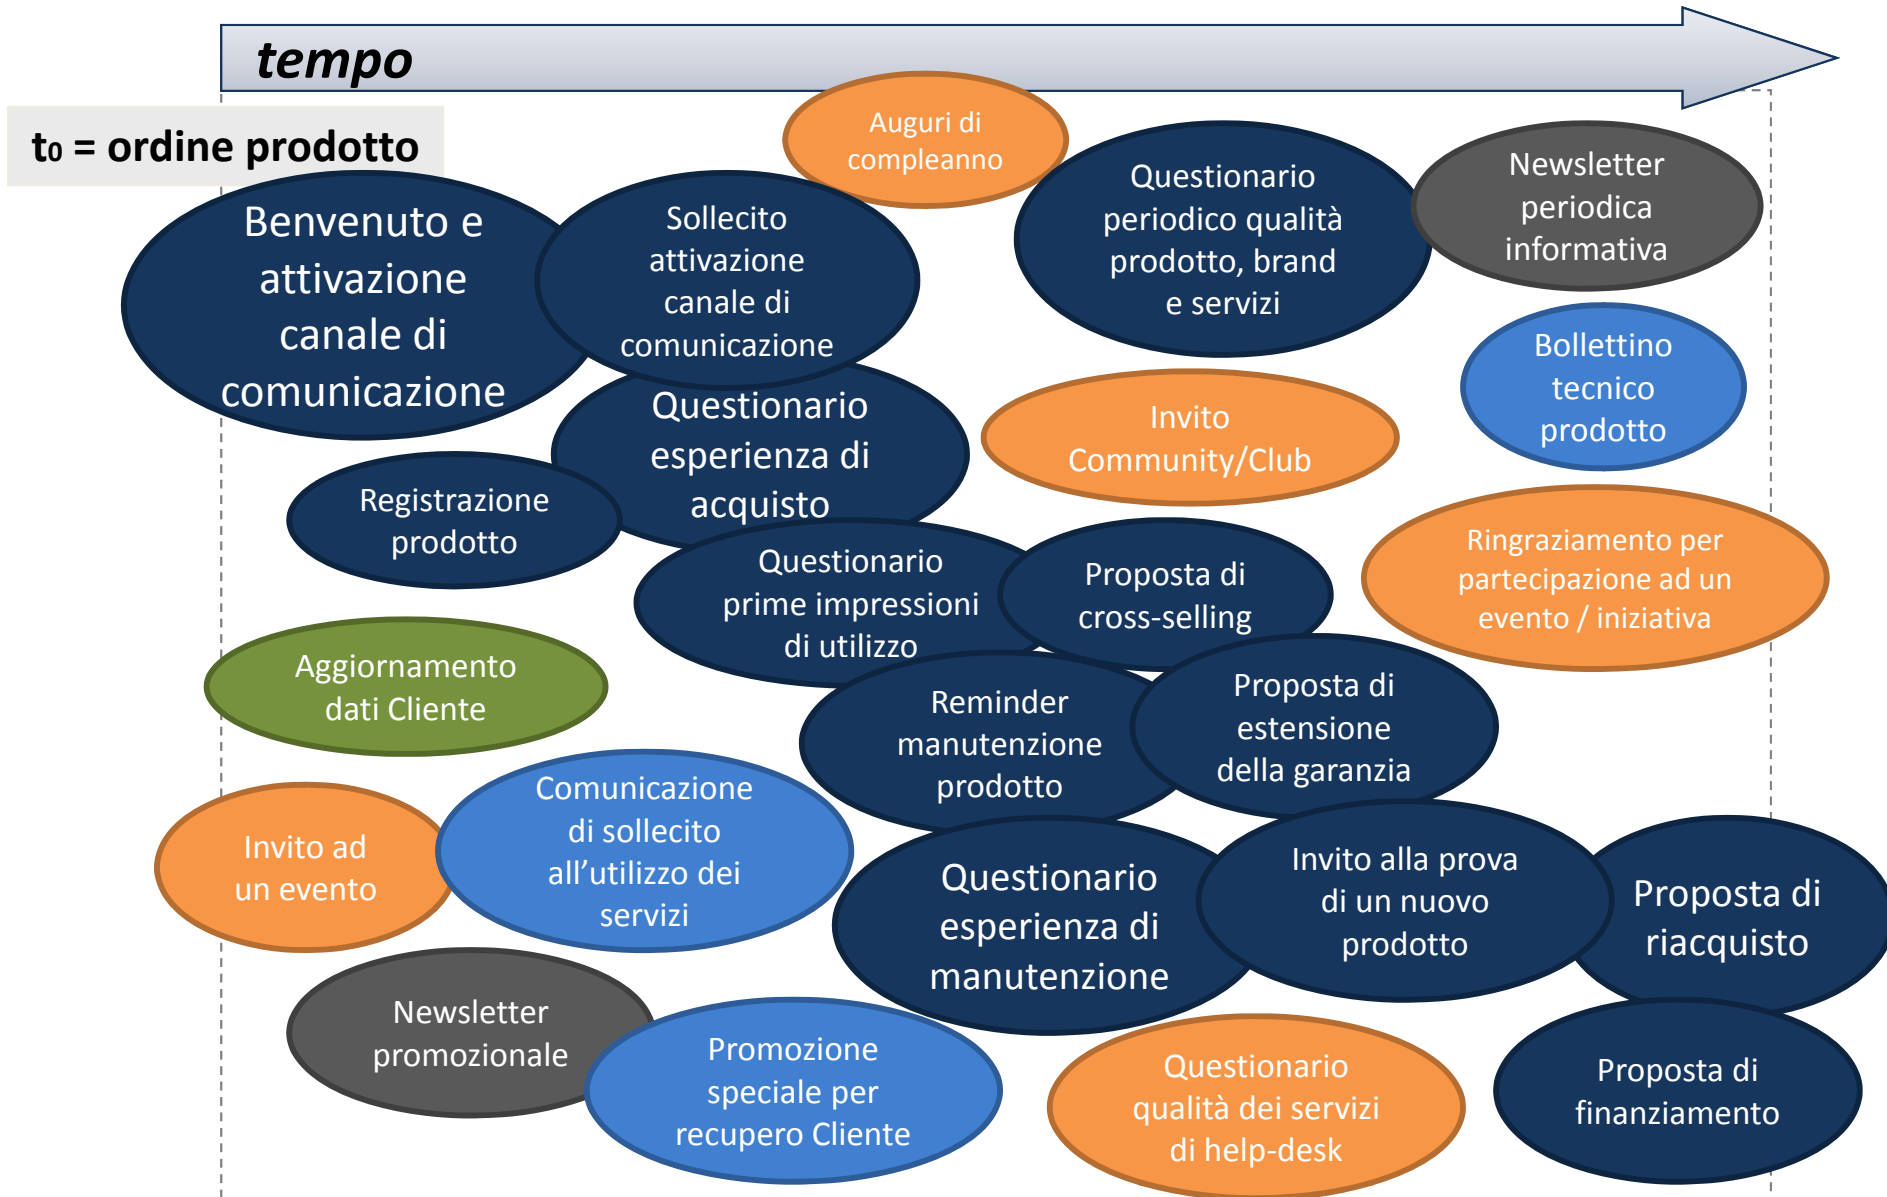 tempo
t₀ = ordine prodotto
Auguri di
compleanno
Benvenuto e
attivazione
canale di
comunicazione
Sollecito
attivazione
canale di
comunicazione
Questionario
periodico qualità
prodotto, brand
e servizi
Newsletter
periodica
informativa
Bollettino
tecnico
prodotto
Questionario
esperienza di
acquisto
Invito
Community/Club
Registrazione
prodotto
Questionario
prime impressioni
di utilizzo
Proposta di
cross-selling
Ringraziamento per
partecipazione ad un
evento / iniziativa
Aggiornamento
dati Cliente
Reminder
manutenzione
prodotto
Proposta di
estensione
della garanzia
Invito ad
un evento
Comunicazione
di sollecito
all’utilizzo dei
servizi
Questionario
esperienza di
manutenzione
Invito alla prova
di un nuovo
prodotto
Proposta di
riacquisto
Newsletter
promozionale
Promozione
speciale per
recupero Cliente
Questionario
qualità dei servizi
di help-desk
Proposta di
finanziamento